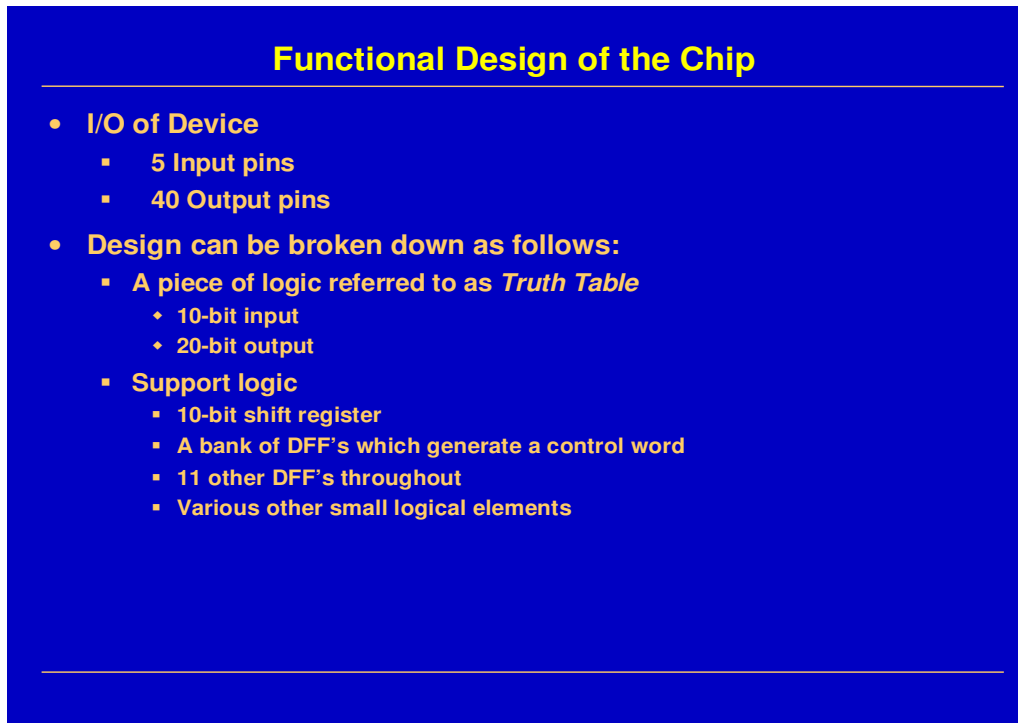 Functional Design of the Chip
• I/O of Device
▪ 5 Input pins
▪ 40 Output pins
• Design can be broken down as follows:
▪ A piece of logic referred to as Truth Table
◆ 10-bit input
◆ 20-bit output
▪ Support logic
▪ 10-bit shift register
▪ A bank of DFF's which generate a control word
▪ 11 other DFF's throughout
▪ Various other small logical elements